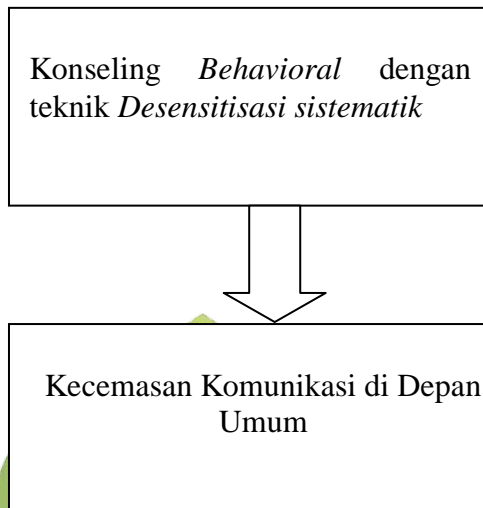 Konseling Behavioral dengan
teknik Desensitisasi sistematik
Kecemasan Komunikasi di Depan
Umum